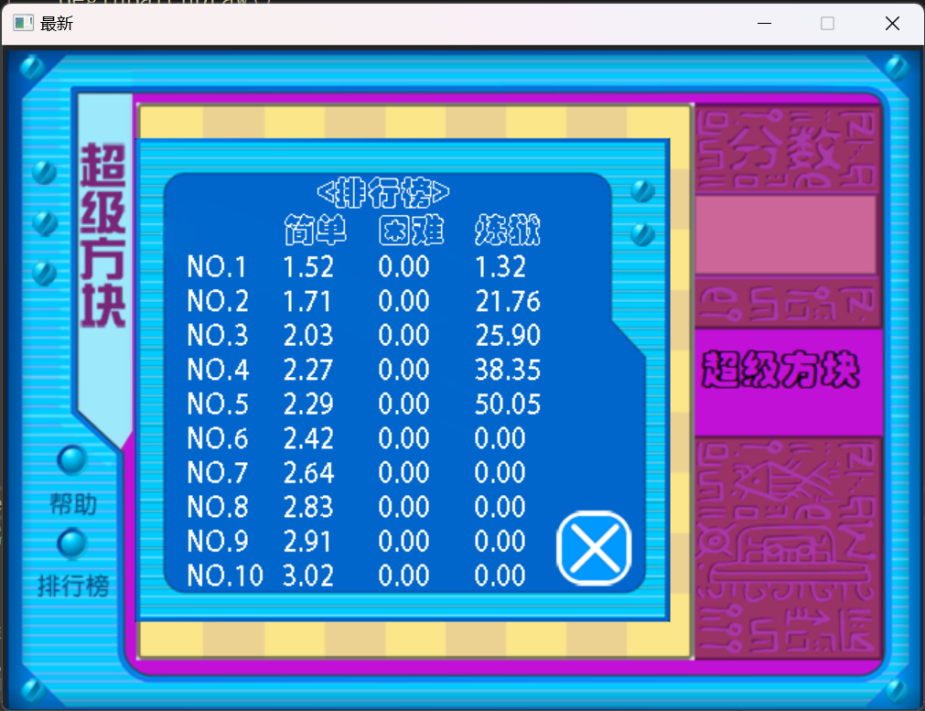 最新
超级方块
帮助
排行榜
<排行榜>
简单 困难 炼狱
NO.1 1.52 0.00 1.32
NO.2 1.71 0.00 21.76
NO.3 2.03 0.00 25.90
NO.4 2.27 0.00 38.35
NO.5 2.29 0.00 50.05
NO.6 2.42 0.00 0.00
NO.7 2.64 0.00 0.00
NO.8 2.83 0.00 0.00
NO.9 2.91 0.00 0.00
NO.10 3.02 0.00 0.00
分数
超级方块